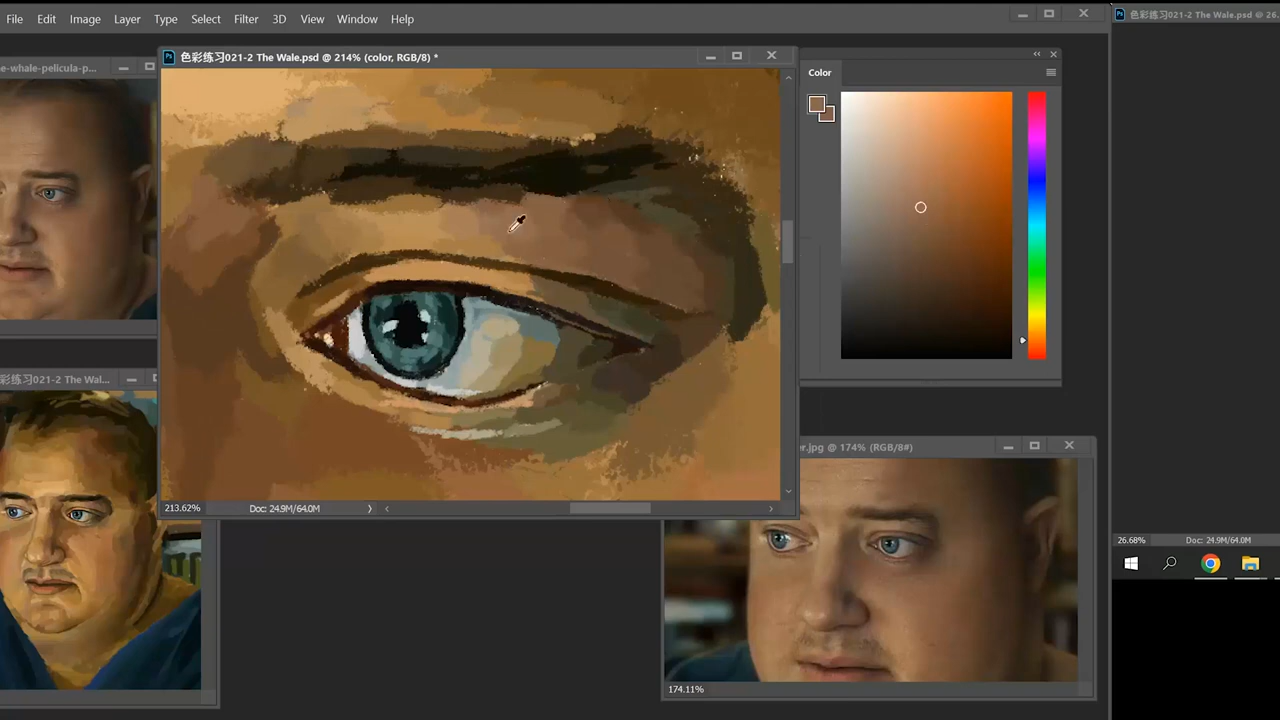 File Edit Image Layer Type Select Filter 3D View Window Help
色彩练习021-2 The Wale.psd @ 26.
e-whale-pelicula-p...
色彩练习021-2 The Wale.psd @ 214% (color, RGB/8) *
Color
彩练习021-2 The Wal...
er.jpg @ 174% (RGB/8#)
213.62% Doc: 24.9M/64.0M
26.68% Doc: 24.9M/64.0M
174.11%